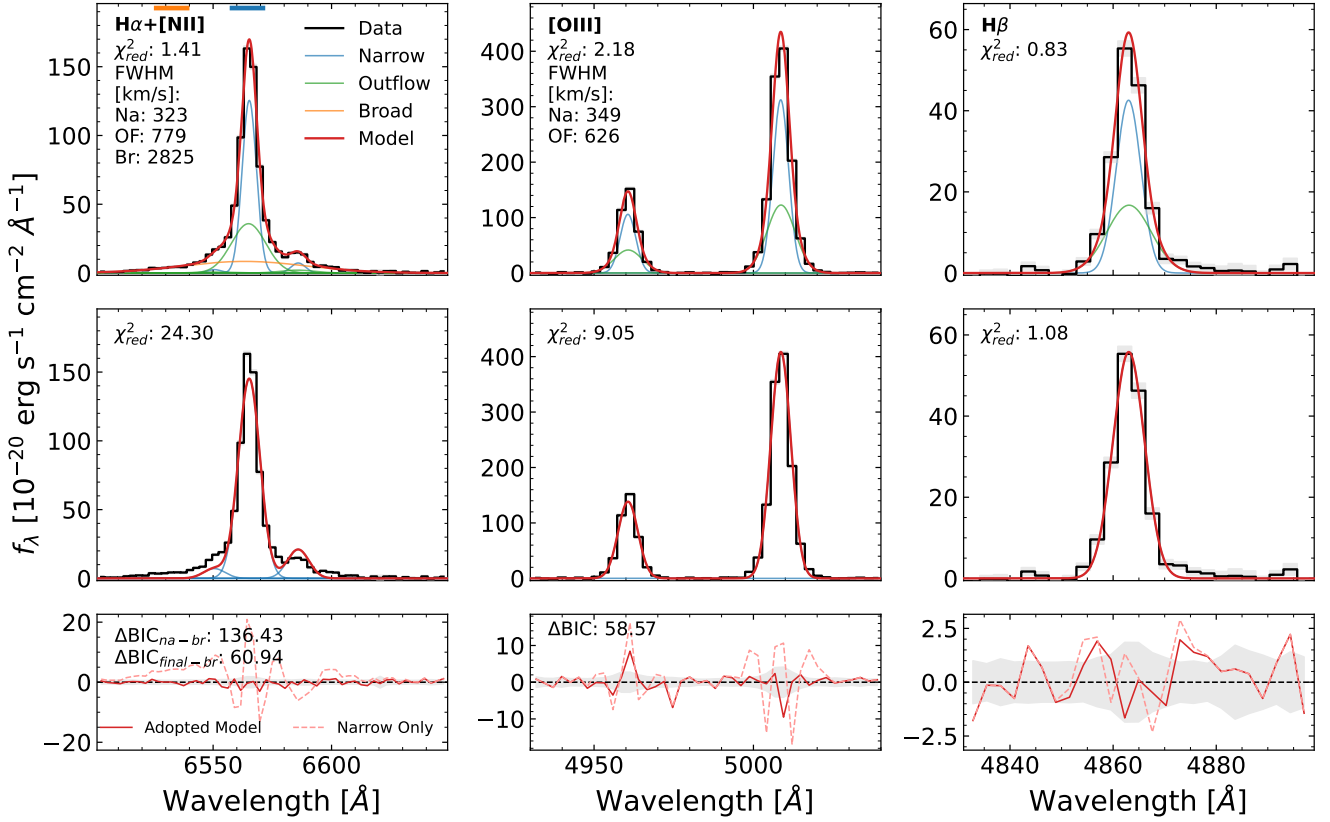 Hα+[NII]
χ²red: 1.41
FWHM
[km/s]:
Na: 323
OF: 779
Br: 2825
Data
Narrow
Outflow
Broad
Model
150
100
50
0
[OIII]
χ²red: 2.18
FWHM
[km/s]:
Na: 349
OF: 626
400
300
200
100
0
Hβ
χ²red: 0.83
60
40
20
0
fλ [10⁻²⁰ erg s⁻¹ cm⁻² Å⁻¹]
χ²red: 24.30
150
100
50
0
χ²red: 9.05
400
300
200
100
0
χ²red: 1.08
60
40
20
0
ΔBICna−br: 136.43
ΔBICfinal−br: 60.94
20
0
−20
Adopted Model
Narrow Only
6550
6600
Wavelength [Å]
ΔBIC: 58.57
10
0
−10
4950
5000
Wavelength [Å]
2.5
0.0
−2.5
4840
4860
4880
Wavelength [Å]